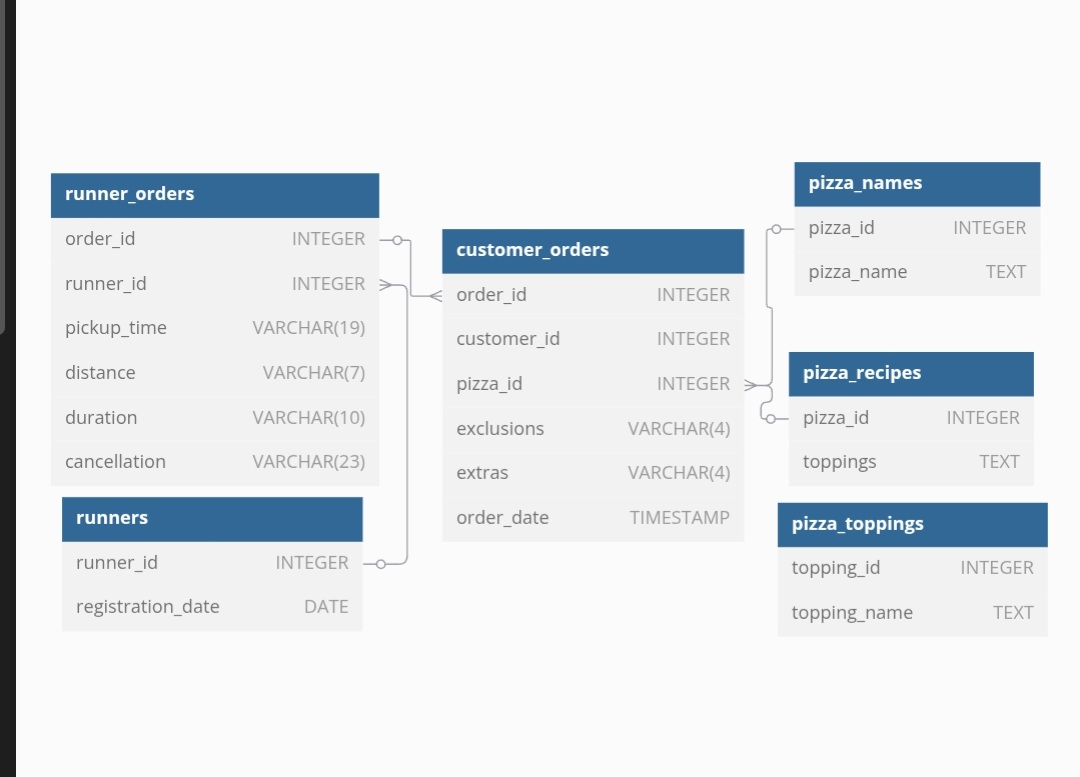 runner_orders
order_id INTEGER
runner_id INTEGER
pickup_time VARCHAR(19)
distance VARCHAR(7)
duration VARCHAR(10)
cancellation VARCHAR(23)
runners
runner_id INTEGER
registration_date DATE
customer_orders
order_id INTEGER
customer_id INTEGER
pizza_id INTEGER
exclusions VARCHAR(4)
extras VARCHAR(4)
order_date TIMESTAMP
pizza_names
pizza_id INTEGER
pizza_name TEXT
pizza_recipes
pizza_id INTEGER
toppings TEXT
pizza_toppings
topping_id INTEGER
topping_name TEXT